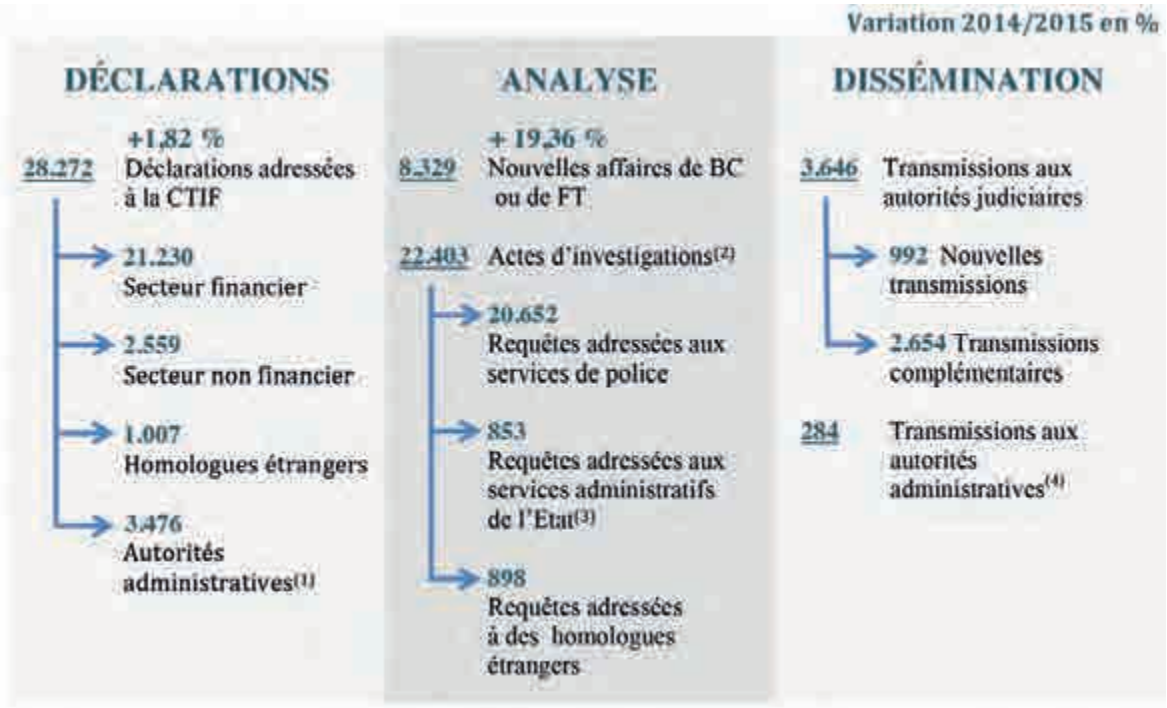 Variation 2014/2015 en %
DÉCLARATIONS
+1,82 %
28.272 Déclarations adressées
à la CTIF
21.230
Secteur financier
2.559
Secteur non financier
1.007
Homologues étrangers
3.476
Autorités
administratives(1)
ANALYSE
+ 19,36 %
8.329 Nouvelles affaires de BC
ou de FT
22.403 Actes d'investigations(2)
20.652
Requêtes adressées aux
services de police
853
Requêtes adressées aux
services administratifs
de l'Etat(3)
898
Requêtes adressées
à des homologues
étrangers
DISSÉMINATION
3.646 Transmissions aux
autorités judiciaires
992 Nouvelles
transmissions
2.654 Transmissions
complémentaires
284 Transmissions aux
autorités
administratives(4)